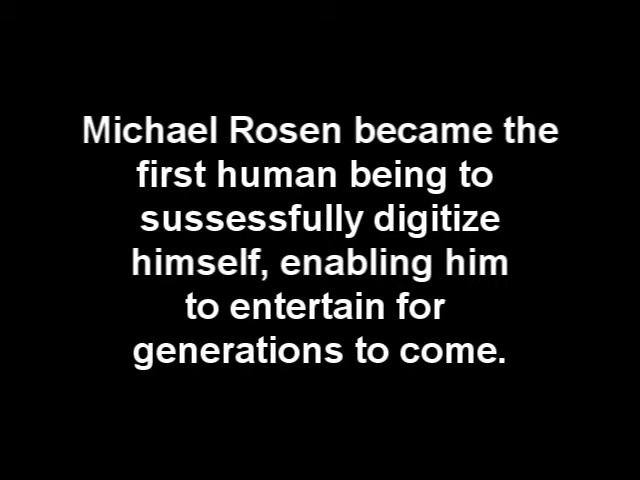 Michael Rosen became the
first human being to
sussessfully digitize
himself, enabling him
to entertain for
generations to come.